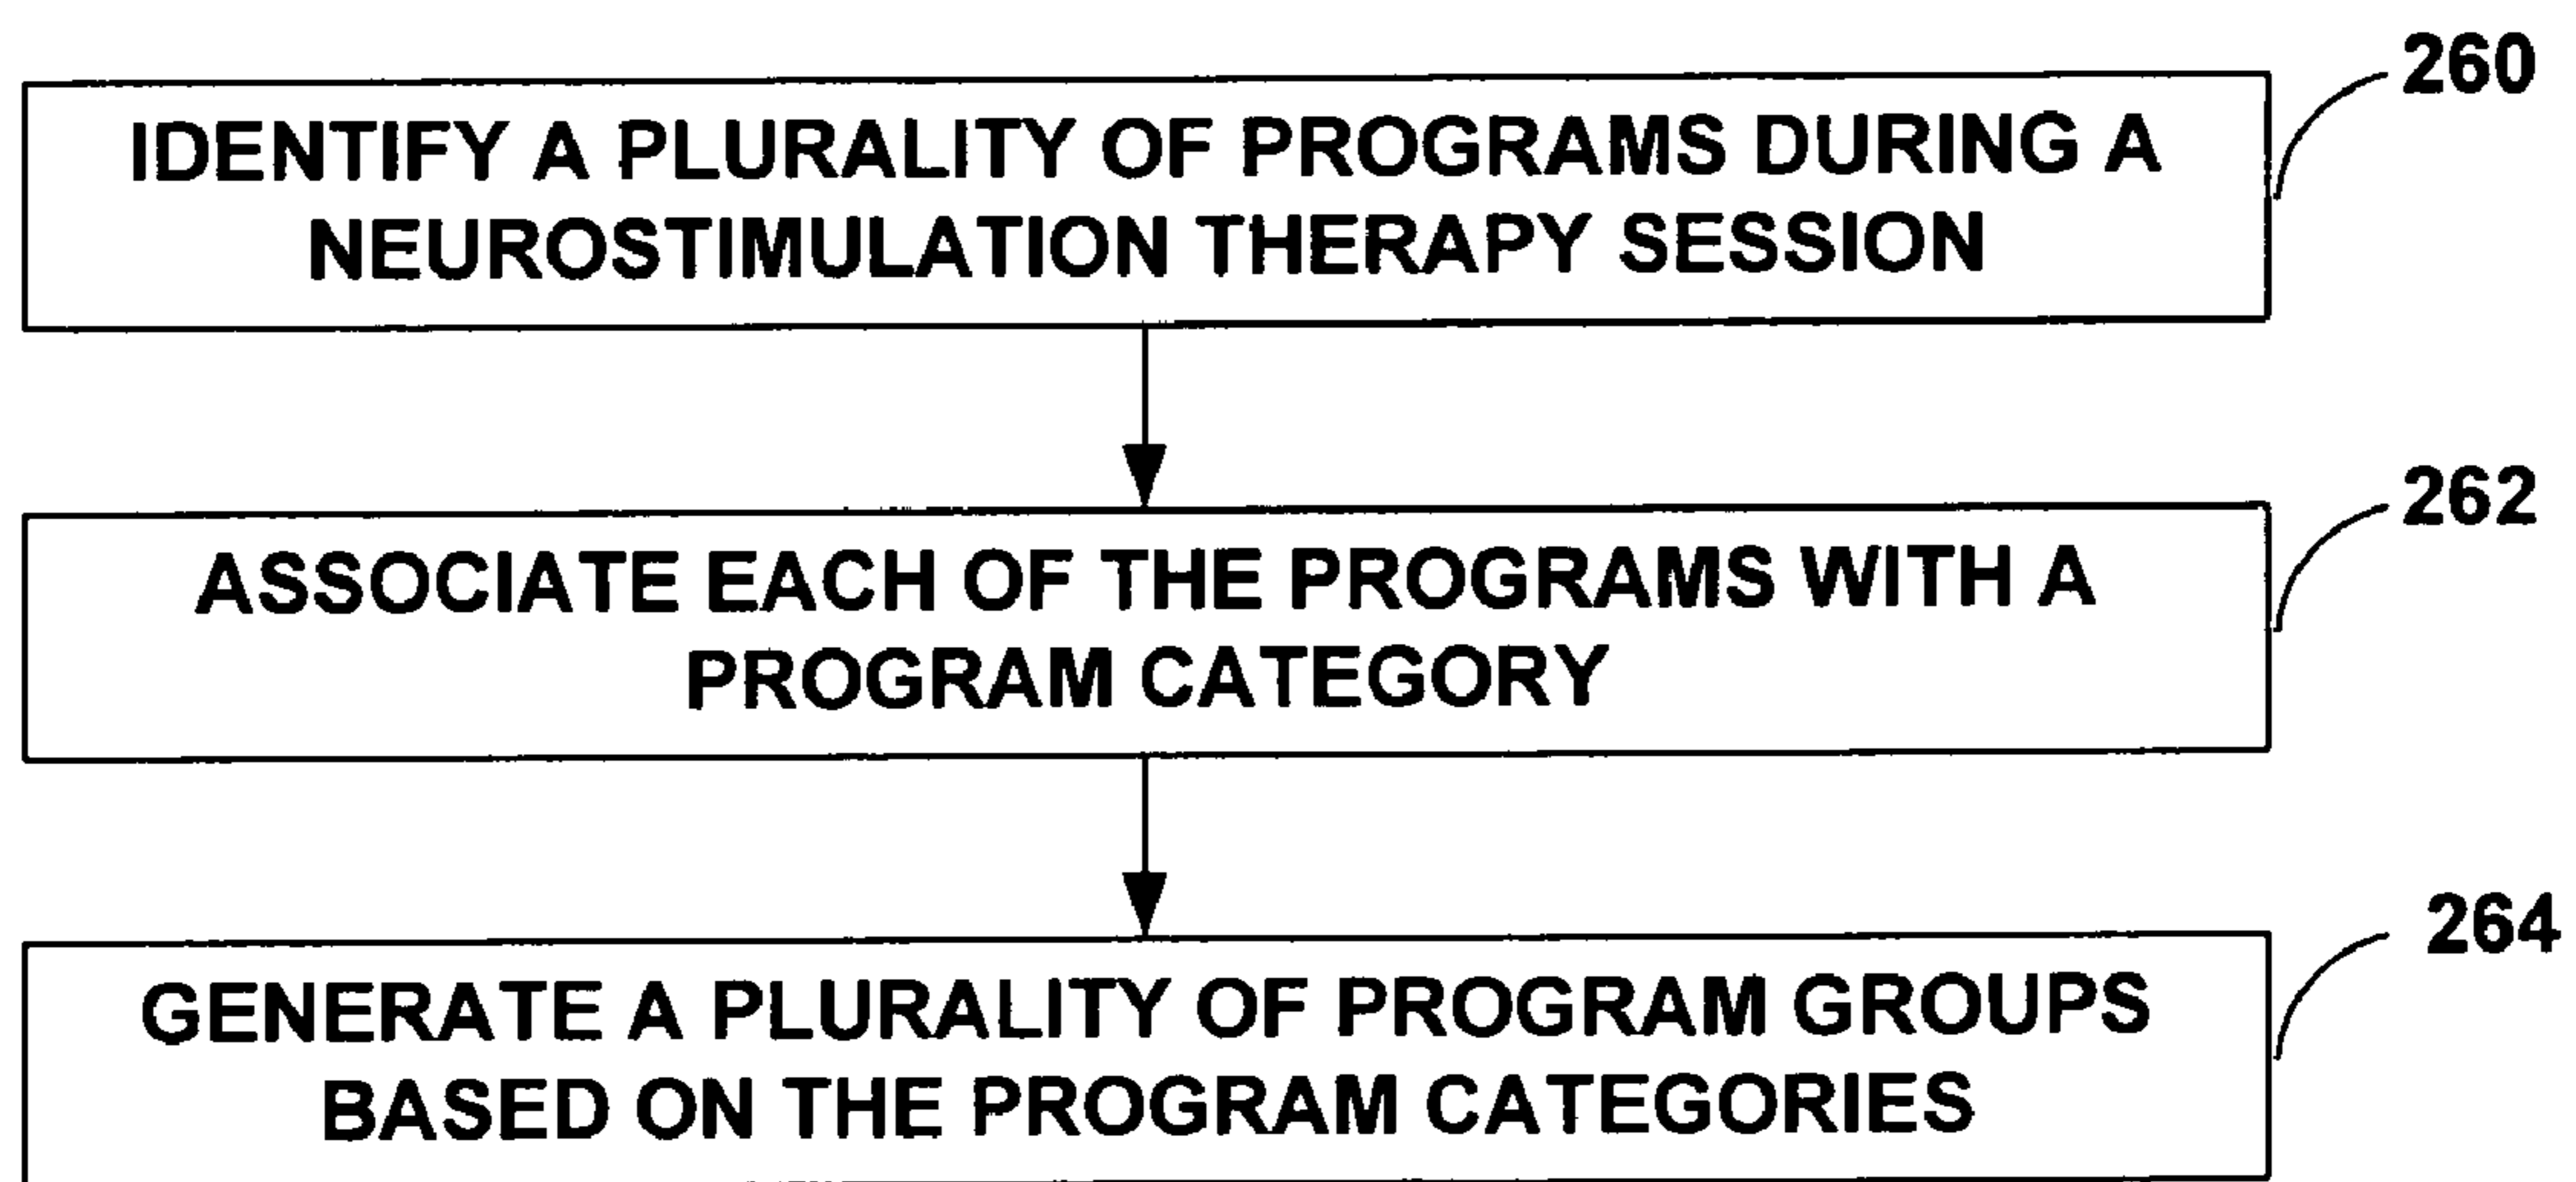 260
IDENTIFY A PLURALITY OF PROGRAMS DURING A
NEUROSTIMULATION THERAPY SESSION
262
ASSOCIATE EACH OF THE PROGRAMS WITH A
PROGRAM CATEGORY
264
GENERATE A PLURALITY OF PROGRAM GROUPS
BASED ON THE PROGRAM CATEGORIES